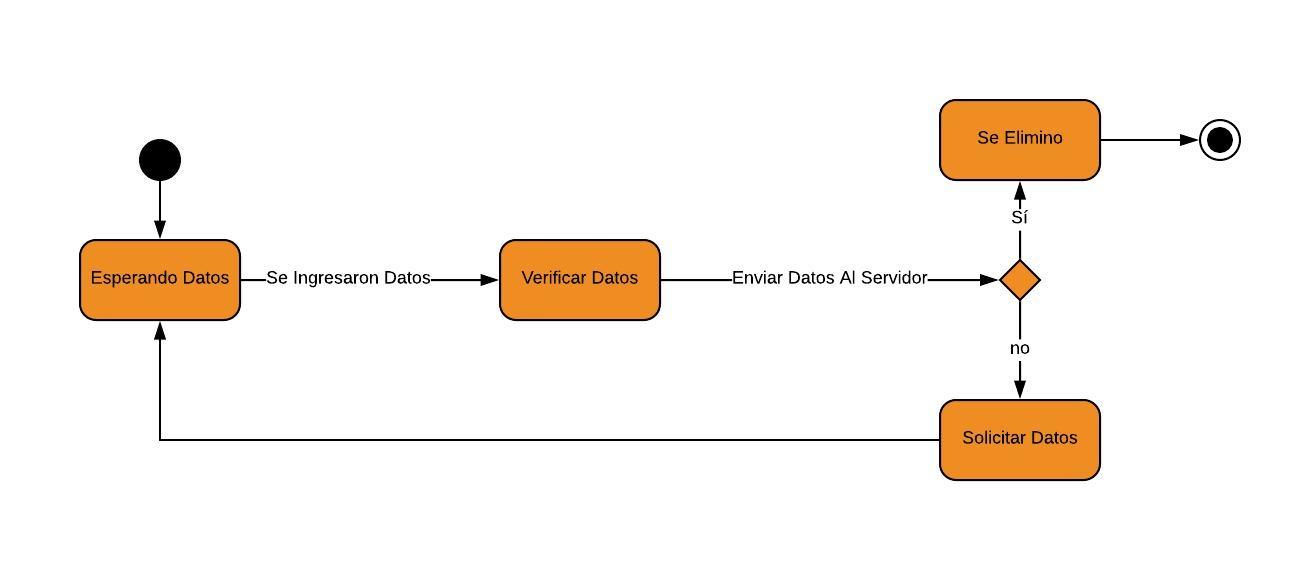 Se Elimino
Sí
Esperando Datos
Se Ingresaron Datos
Verificar Datos
Enviar Datos Al Servidor
no
Solicitar Datos